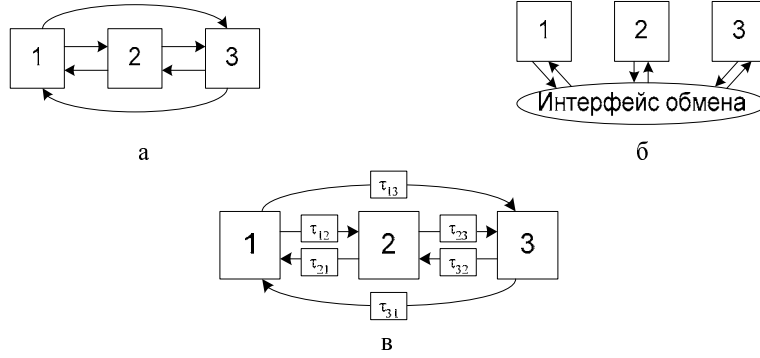 1 2 3
а
1 2 3
Интерфейс обмена
б
τ13
1 τ12 2 τ23 3
τ21 τ32
τ31
в